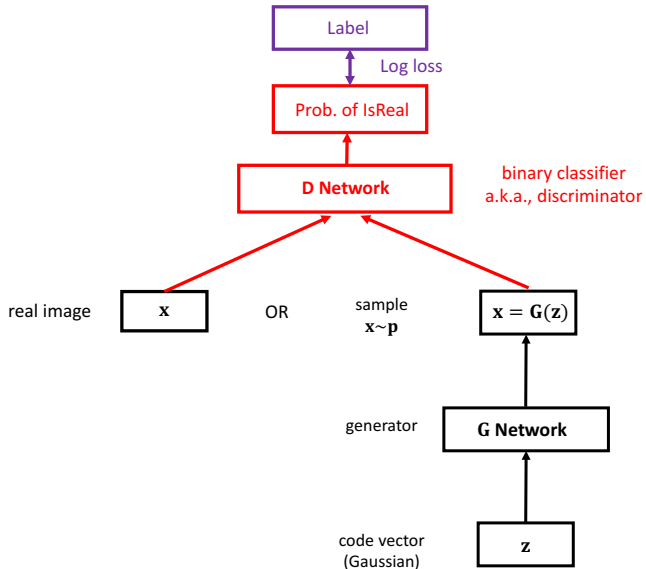 Label
Log loss
Prob. of IsReal
D Network
binary classifier
a.k.a., discriminator
real image
x
OR
sample
x~p
x = G(z)
generator
G Network
code vector
(Gaussian)
z